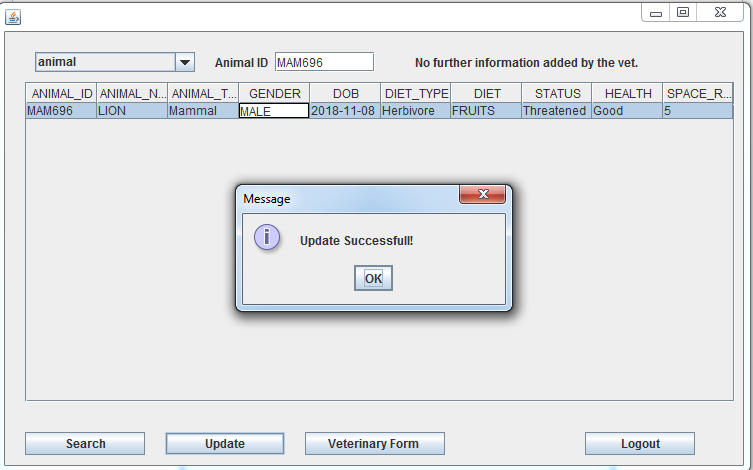 animal Animal ID MAM696 No further information added by the vet.
ANIMAL_ID ANIMAL_N... ANIMAL_T... GENDER DOB DIET_TYPE DIET STATUS HEALTH SPACE_R...
MAM696 LION Mammal MALE 2018-11-08 Herbivore FRUITS Threatened Good 5
Message
Update Successfull!
OK
Search Update Veterinary Form Logout